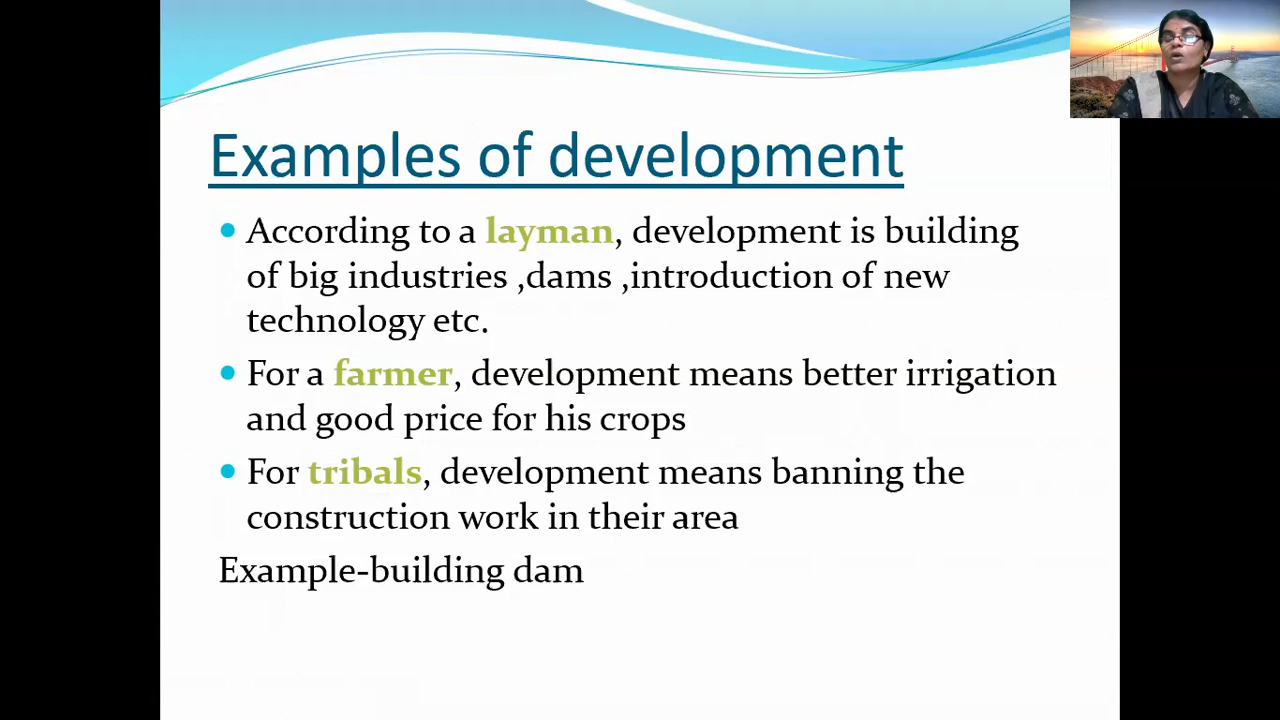 Examples of development
According to a layman, development is building
of big industries ,dams ,introduction of new
technology etc.
For a farmer, development means better irrigation
and good price for his crops
For tribals, development means banning the
construction work in their area
Example-building dam